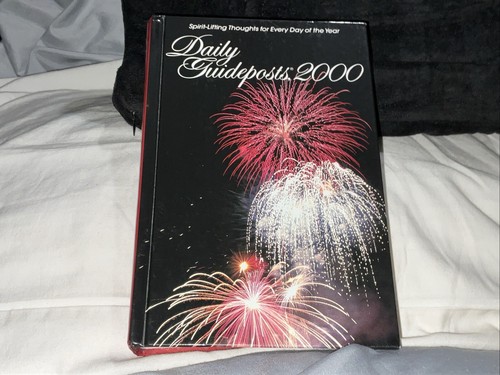 Spirit-Lifting Thoughts for Every Day of the Year
Daily
Guideposts 2000